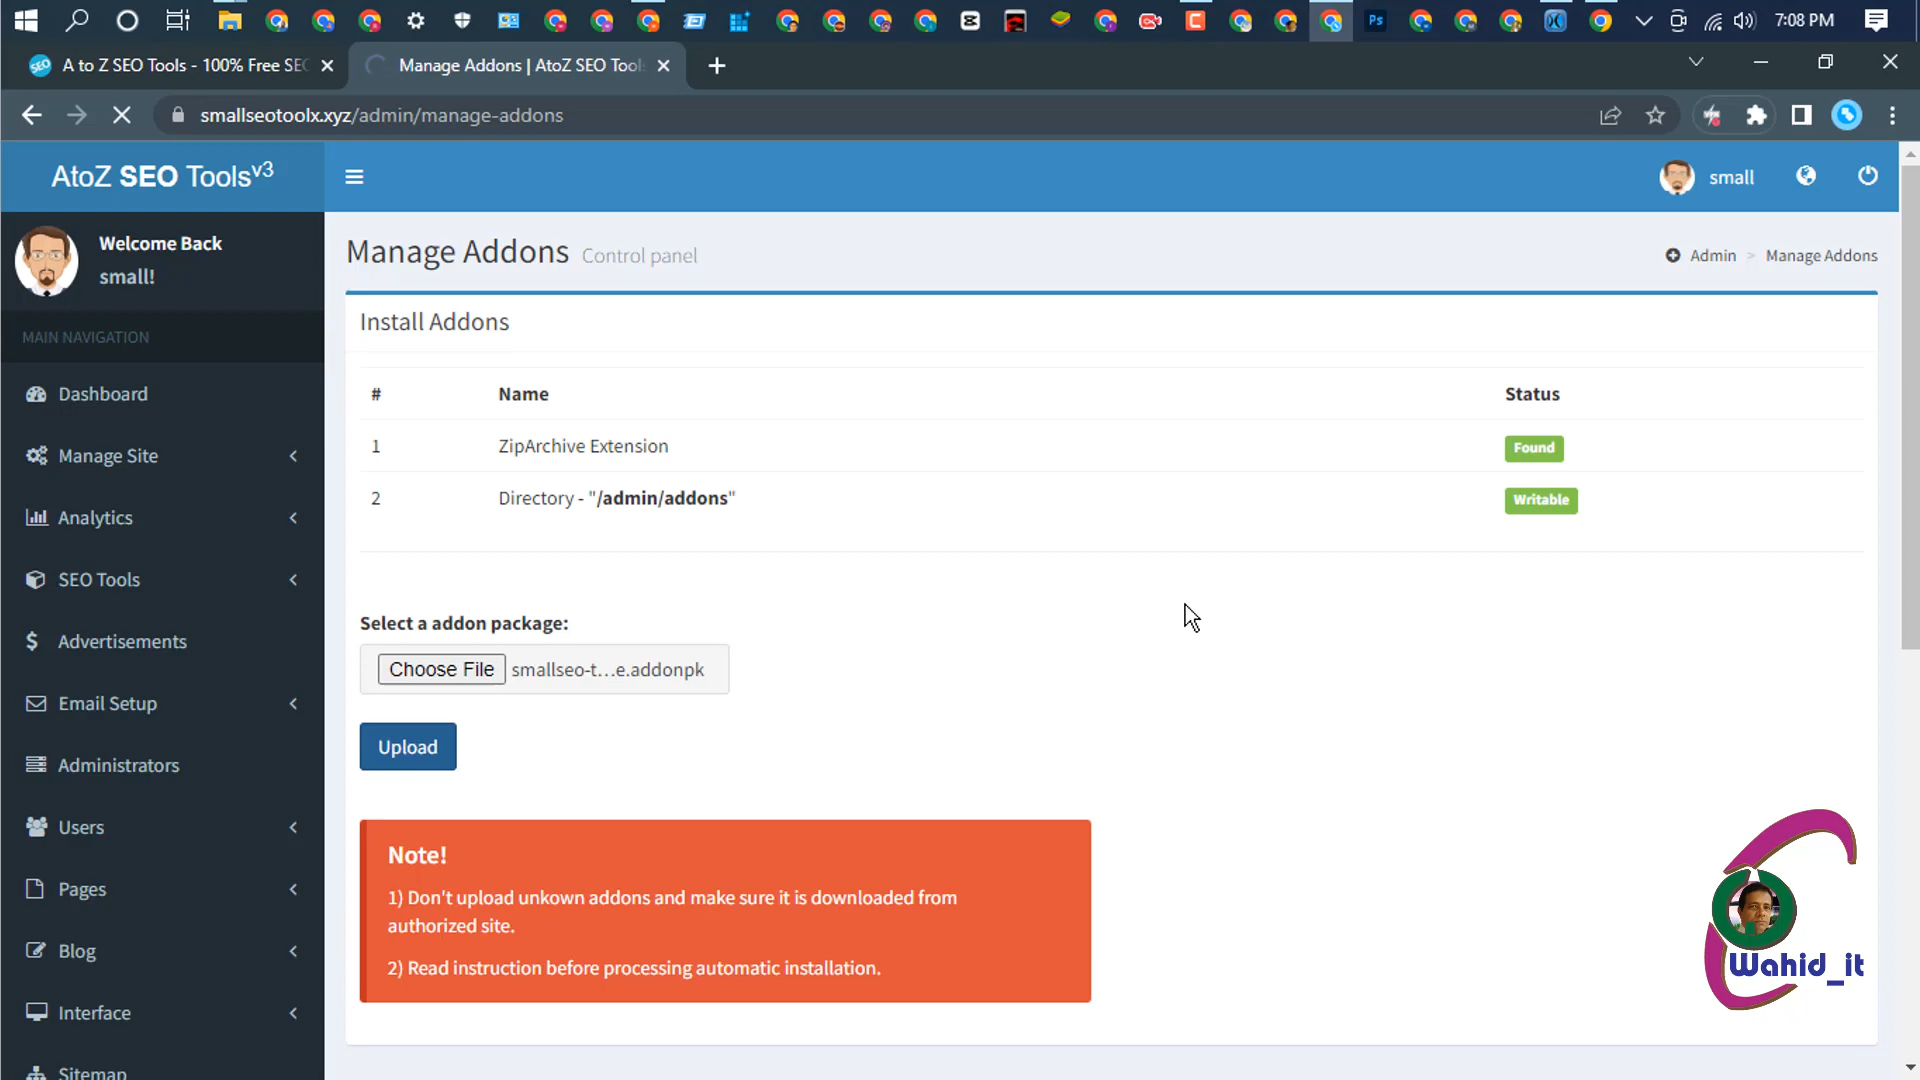 7:08 PM
A to Z SEO Tools - 100% Free SEO
Manage Addons | AtoZ SEO Tools
smallseotoolx.xyz/admin/manage-addons
AtoZ SEO Tools v3
small
Welcome Back
small!
Manage Addons Control panel
Admin > Manage Addons
MAIN NAVIGATION
Dashboard
Manage Site
Analytics
SEO Tools
Advertisements
Email Setup
Administrators
Users
Pages
Blog
Interface
Sitemap
Install Addons
# Name Status
1 ZipArchive Extension Found
2 Directory - "/admin/addons" Writable
Select a addon package:
Choose File smallseo-t...e.addonpk
Upload
Note!
1) Don't upload unkown addons and make sure it is downloaded from
authorized site.
2) Read instruction before processing automatic installation.
Wahid_it